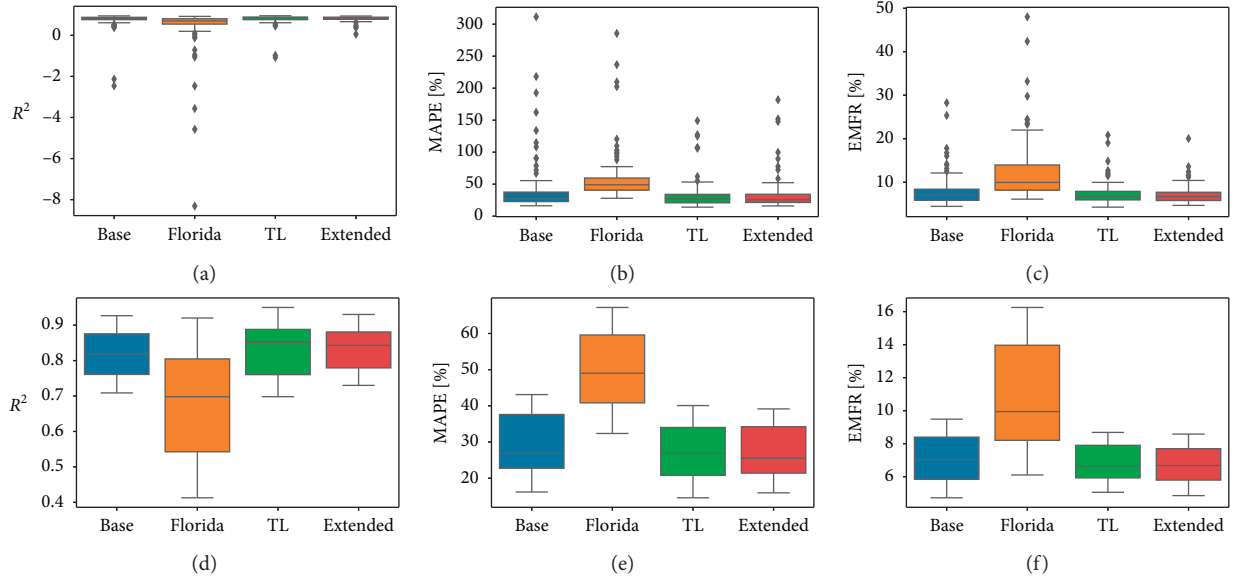 R²
0
−2
−4
−6
−8
Base Florida TL Extended
(a)
MAPE [%]
300
250
200
150
100
50
0
Base Florida TL Extended
(b)
EMFR [%]
50
40
30
20
10
Base Florida TL Extended
(c)
R²
0.9
0.8
0.7
0.6
0.5
0.4
Base Florida TL Extended
(d)
MAPE [%]
60
50
40
30
20
Base Florida TL Extended
(e)
EMFR [%]
16
14
12
10
8
6
Base Florida TL Extended
(f)